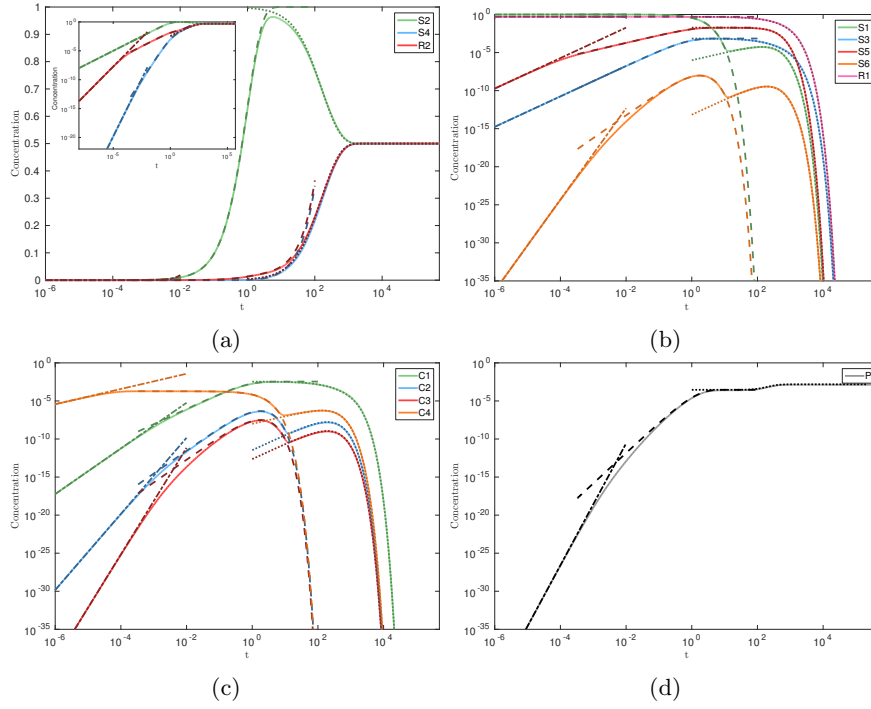 1
0.9
0.8
0.7
0.6
0.5
0.4
0.3
0.2
0.1
0
Concentration
10^-6 10^-4 10^-2 10^0 10^2 10^4
t
10^0
10^-5
10^-10
10^-15
10^-20
Concentration
10^-5 10^0 10^5
t
S2
S4
R2
(a)
10^0
10^-5
10^-10
10^-15
10^-20
10^-25
10^-30
10^-35
Concentration
10^-6 10^-4 10^-2 10^0 10^2 10^4
t
S1
S3
S5
S6
R1
(b)
10^0
10^-5
10^-10
10^-15
10^-20
10^-25
10^-30
10^-35
Concentration
10^-6 10^-4 10^-2 10^0 10^2 10^4
t
C1
C2
C3
C4
(c)
10^0
10^-5
10^-10
10^-15
10^-20
10^-25
10^-30
10^-35
Concentration
10^-6 10^-4 10^-2 10^0 10^2 10^4
t
P
(d)